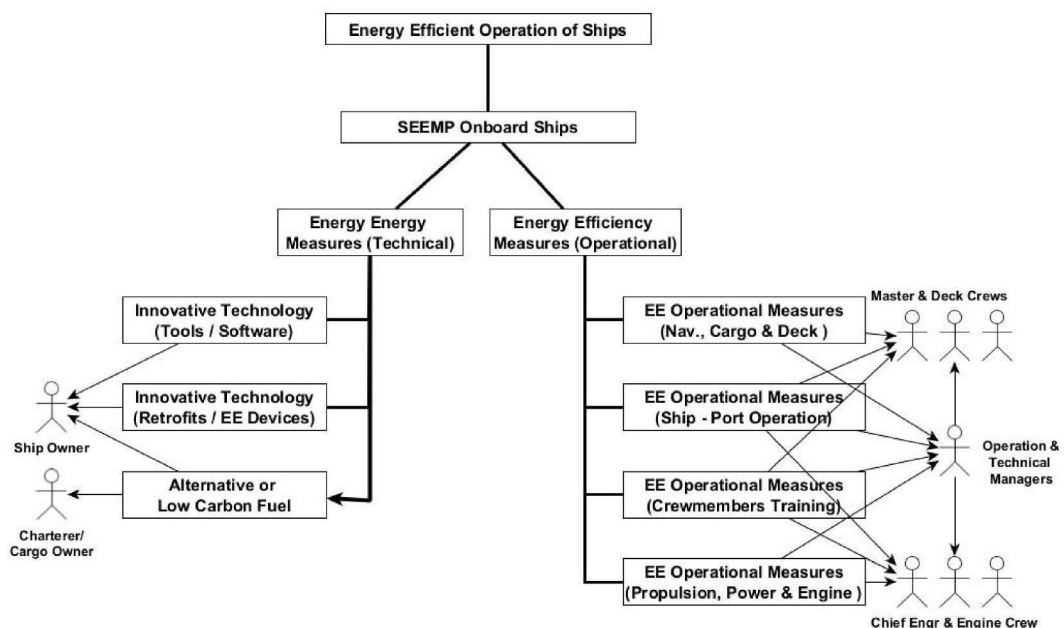 Energy Efficient Operation of Ships
SEEMP Onboard Ships
Energy Energy
Measures (Technical)
Energy Efficiency
Measures (Operational)
Innovative Technology
(Tools / Software)
Innovative Technology
(Retrofits / EE Devices)
Alternative or
Low Carbon Fuel
Ship Owner
Charterer/
Cargo Owner
EE Operational Measures
(Nav., Cargo & Deck )
EE Operational Measures
(Ship - Port Operation)
EE Operational Measures
(Crewmembers Training)
EE Operational Measures
(Propulsion, Power & Engine )
Master & Deck Crews
Operation &
Technical
Managers
Chief Engr & Engine Crew